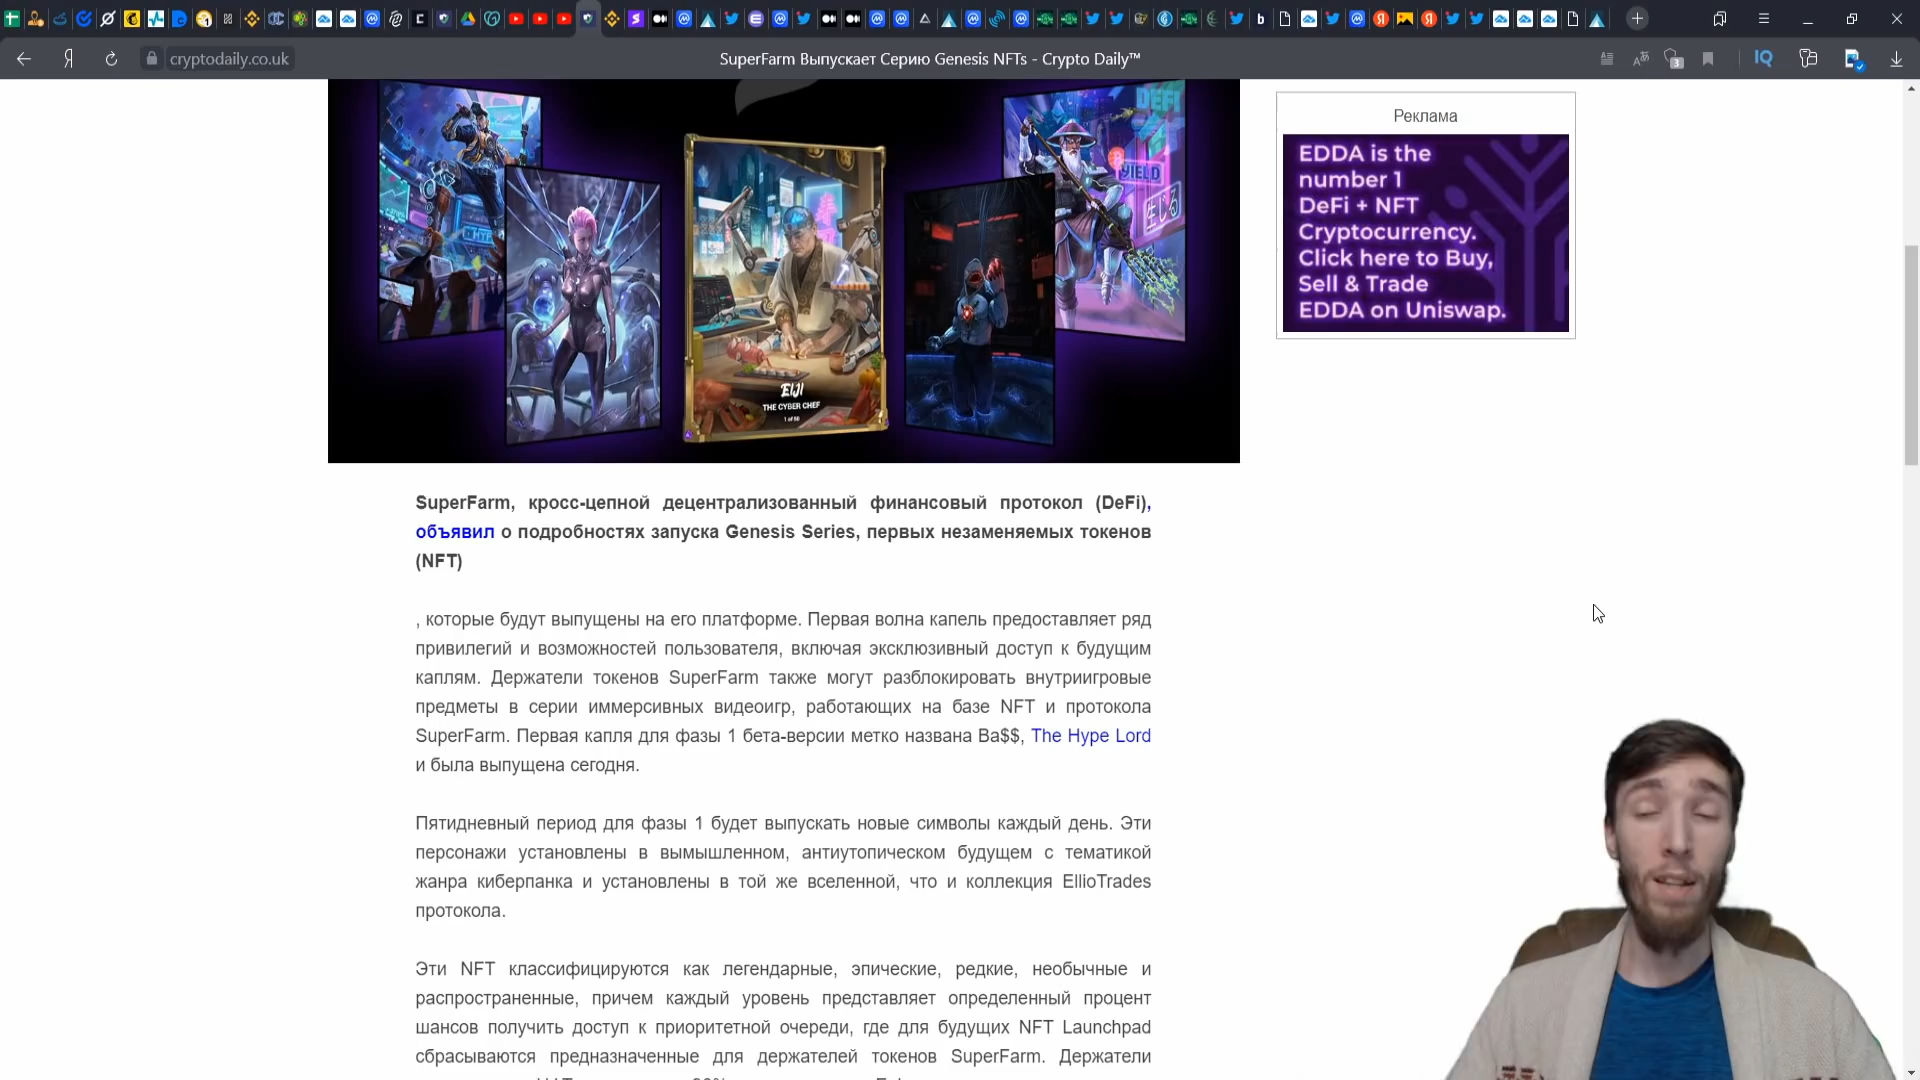 cryptodaily.co.uk
SuperFarm Выпускает Серию Genesis NFTs - Crypto Daily™
3
IQ
DEFI
YIELD
EIJI
THE CYBER CHEF
1 of 50
Реклама
EDDA is the
number 1
DeFi + NFT
Cryptocurrency.
Click here to Buy,
Sell & Trade
EDDA on Uniswap.
SuperFarm, кросс-цепной децентрализованный финансовый протокол (DeFi),
объявил о подробностях запуска Genesis Series, первых незаменяемых токенов
(NFT)
, которые будут выпущены на его платформе. Первая волна капель предоставляет ряд
привилегий и возможностей пользователя, включая эксклюзивный доступ к будущим
каплям. Держатели токенов SuperFarm также могут разблокировать внутриигровые
предметы в серии иммерсивных видеоигр, работающих на базе NFT и протокола
SuperFarm. Первая капля для фазы 1 бета-версии метко названа Ba$$, The Hype Lord
и была выпущена сегодня.
Пятидневный период для фазы 1 будет выпускать новые символы каждый день. Эти
персонажи установлены в вымышленном, антиутопическом будущем с тематикой
жанра киберпанка и установлены в той же вселенной, что и коллекция EllioTrades
протокола.
Эти NFT классифицируются как легендарные, эпические, редкие, необычные и
распространенные, причем каждый уровень представляет определенный процент
шансов получить доступ к приоритетной очереди, где для будущих NFT Launchpad
сбрасываются предназначенные для держателей токенов SuperFarm. Держатели